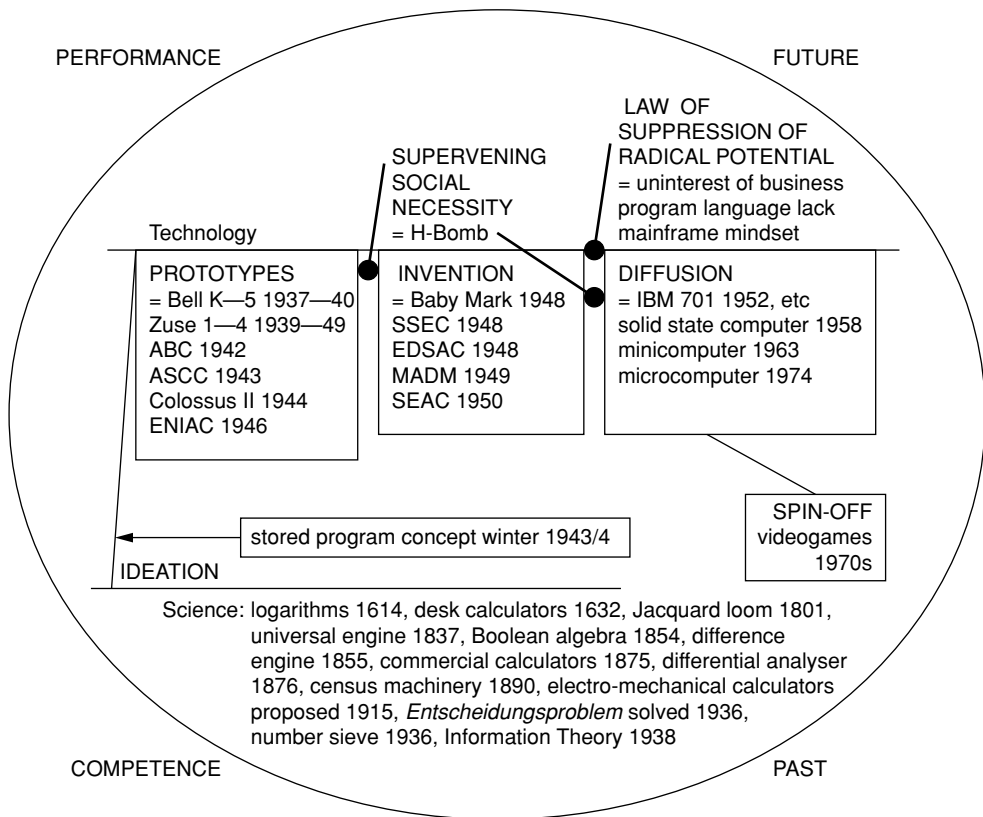 PERFORMANCE
FUTURE
LAW OF
SUPPRESSION OF
RADICAL POTENTIAL
= uninterest of business
program language lack
mainframe mindset
SUPERVENING
SOCIAL
NECESSITY
= H-Bomb
Technology
PROTOTYPES
= Bell K—5 1937—40
Zuse 1—4 1939—49
ABC 1942
ASCC 1943
Colossus II 1944
ENIAC 1946
INVENTION
= Baby Mark 1948
SSEC 1948
EDSAC 1948
MADM 1949
SEAC 1950
DIFFUSION
= IBM 701 1952, etc
solid state computer 1958
minicomputer 1963
microcomputer 1974
SPIN-OFF
videogames
1970s
stored program concept winter 1943/4
IDEATION
Science: logarithms 1614, desk calculators 1632, Jacquard loom 1801,
universal engine 1837, Boolean algebra 1854, difference
engine 1855, commercial calculators 1875, differential analyser
1876, census machinery 1890, electro-mechanical calculators
proposed 1915, Entscheidungsproblem solved 1936,
number sieve 1936, Information Theory 1938
COMPETENCE
PAST